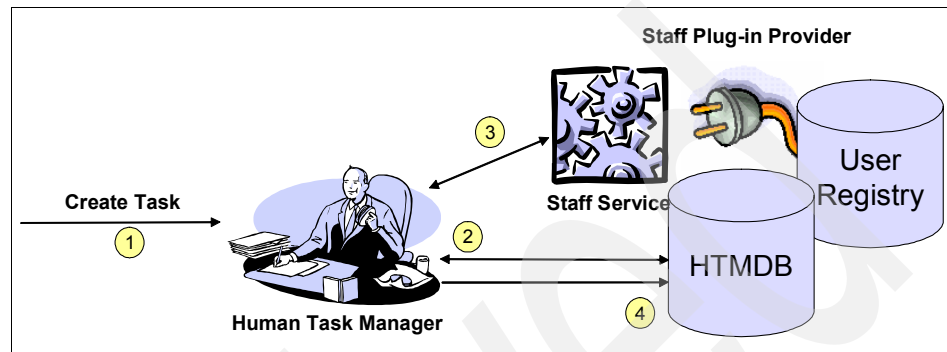 Staff Plug-in Provider
3
User
Registry
Create Task
Staff Service
1
2
HTMDB
4
Human Task Manager